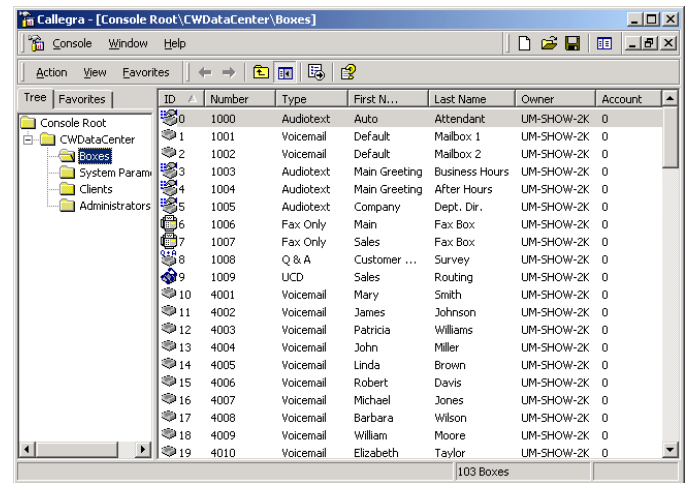 Callegra - [Console Root\CWDataCenter\Boxes]
Console Window Help
Action View Favorites
Tree Favorites
ID Number Type First N... Last Name Owner Account
Console Root
CWDataCenter
Boxes
System Param
Clients
Administrators
0 1000 Audiotext Auto Attendant UM-SHOW-2K 0
1 1001 Voicemail Default Mailbox 1 UM-SHOW-2K 0
2 1002 Voicemail Default Mailbox 2 UM-SHOW-2K 0
3 1003 Audiotext Main Greeting Business Hours UM-SHOW-2K 0
4 1004 Audiotext Main Greeting After Hours UM-SHOW-2K 0
5 1005 Audiotext Company Dept. Dir. UM-SHOW-2K 0
6 1006 Fax Only Main Fax Box UM-SHOW-2K 0
7 1007 Fax Only Sales Fax Box UM-SHOW-2K 0
8 1008 Q & A Customer ... Survey UM-SHOW-2K 0
9 1009 UCD Sales Routing UM-SHOW-2K 0
10 4001 Voicemail Mary Smith UM-SHOW-2K 0
11 4002 Voicemail James Johnson UM-SHOW-2K 0
12 4003 Voicemail Patricia Williams UM-SHOW-2K 0
13 4004 Voicemail John Miller UM-SHOW-2K 0
14 4005 Voicemail Linda Brown UM-SHOW-2K 0
15 4006 Voicemail Robert Davis UM-SHOW-2K 0
16 4007 Voicemail Michael Jones UM-SHOW-2K 0
17 4008 Voicemail Barbara Wilson UM-SHOW-2K 0
18 4009 Voicemail William Moore UM-SHOW-2K 0
19 4010 Voicemail Elizabeth Taylor UM-SHOW-2K 0
103 Boxes